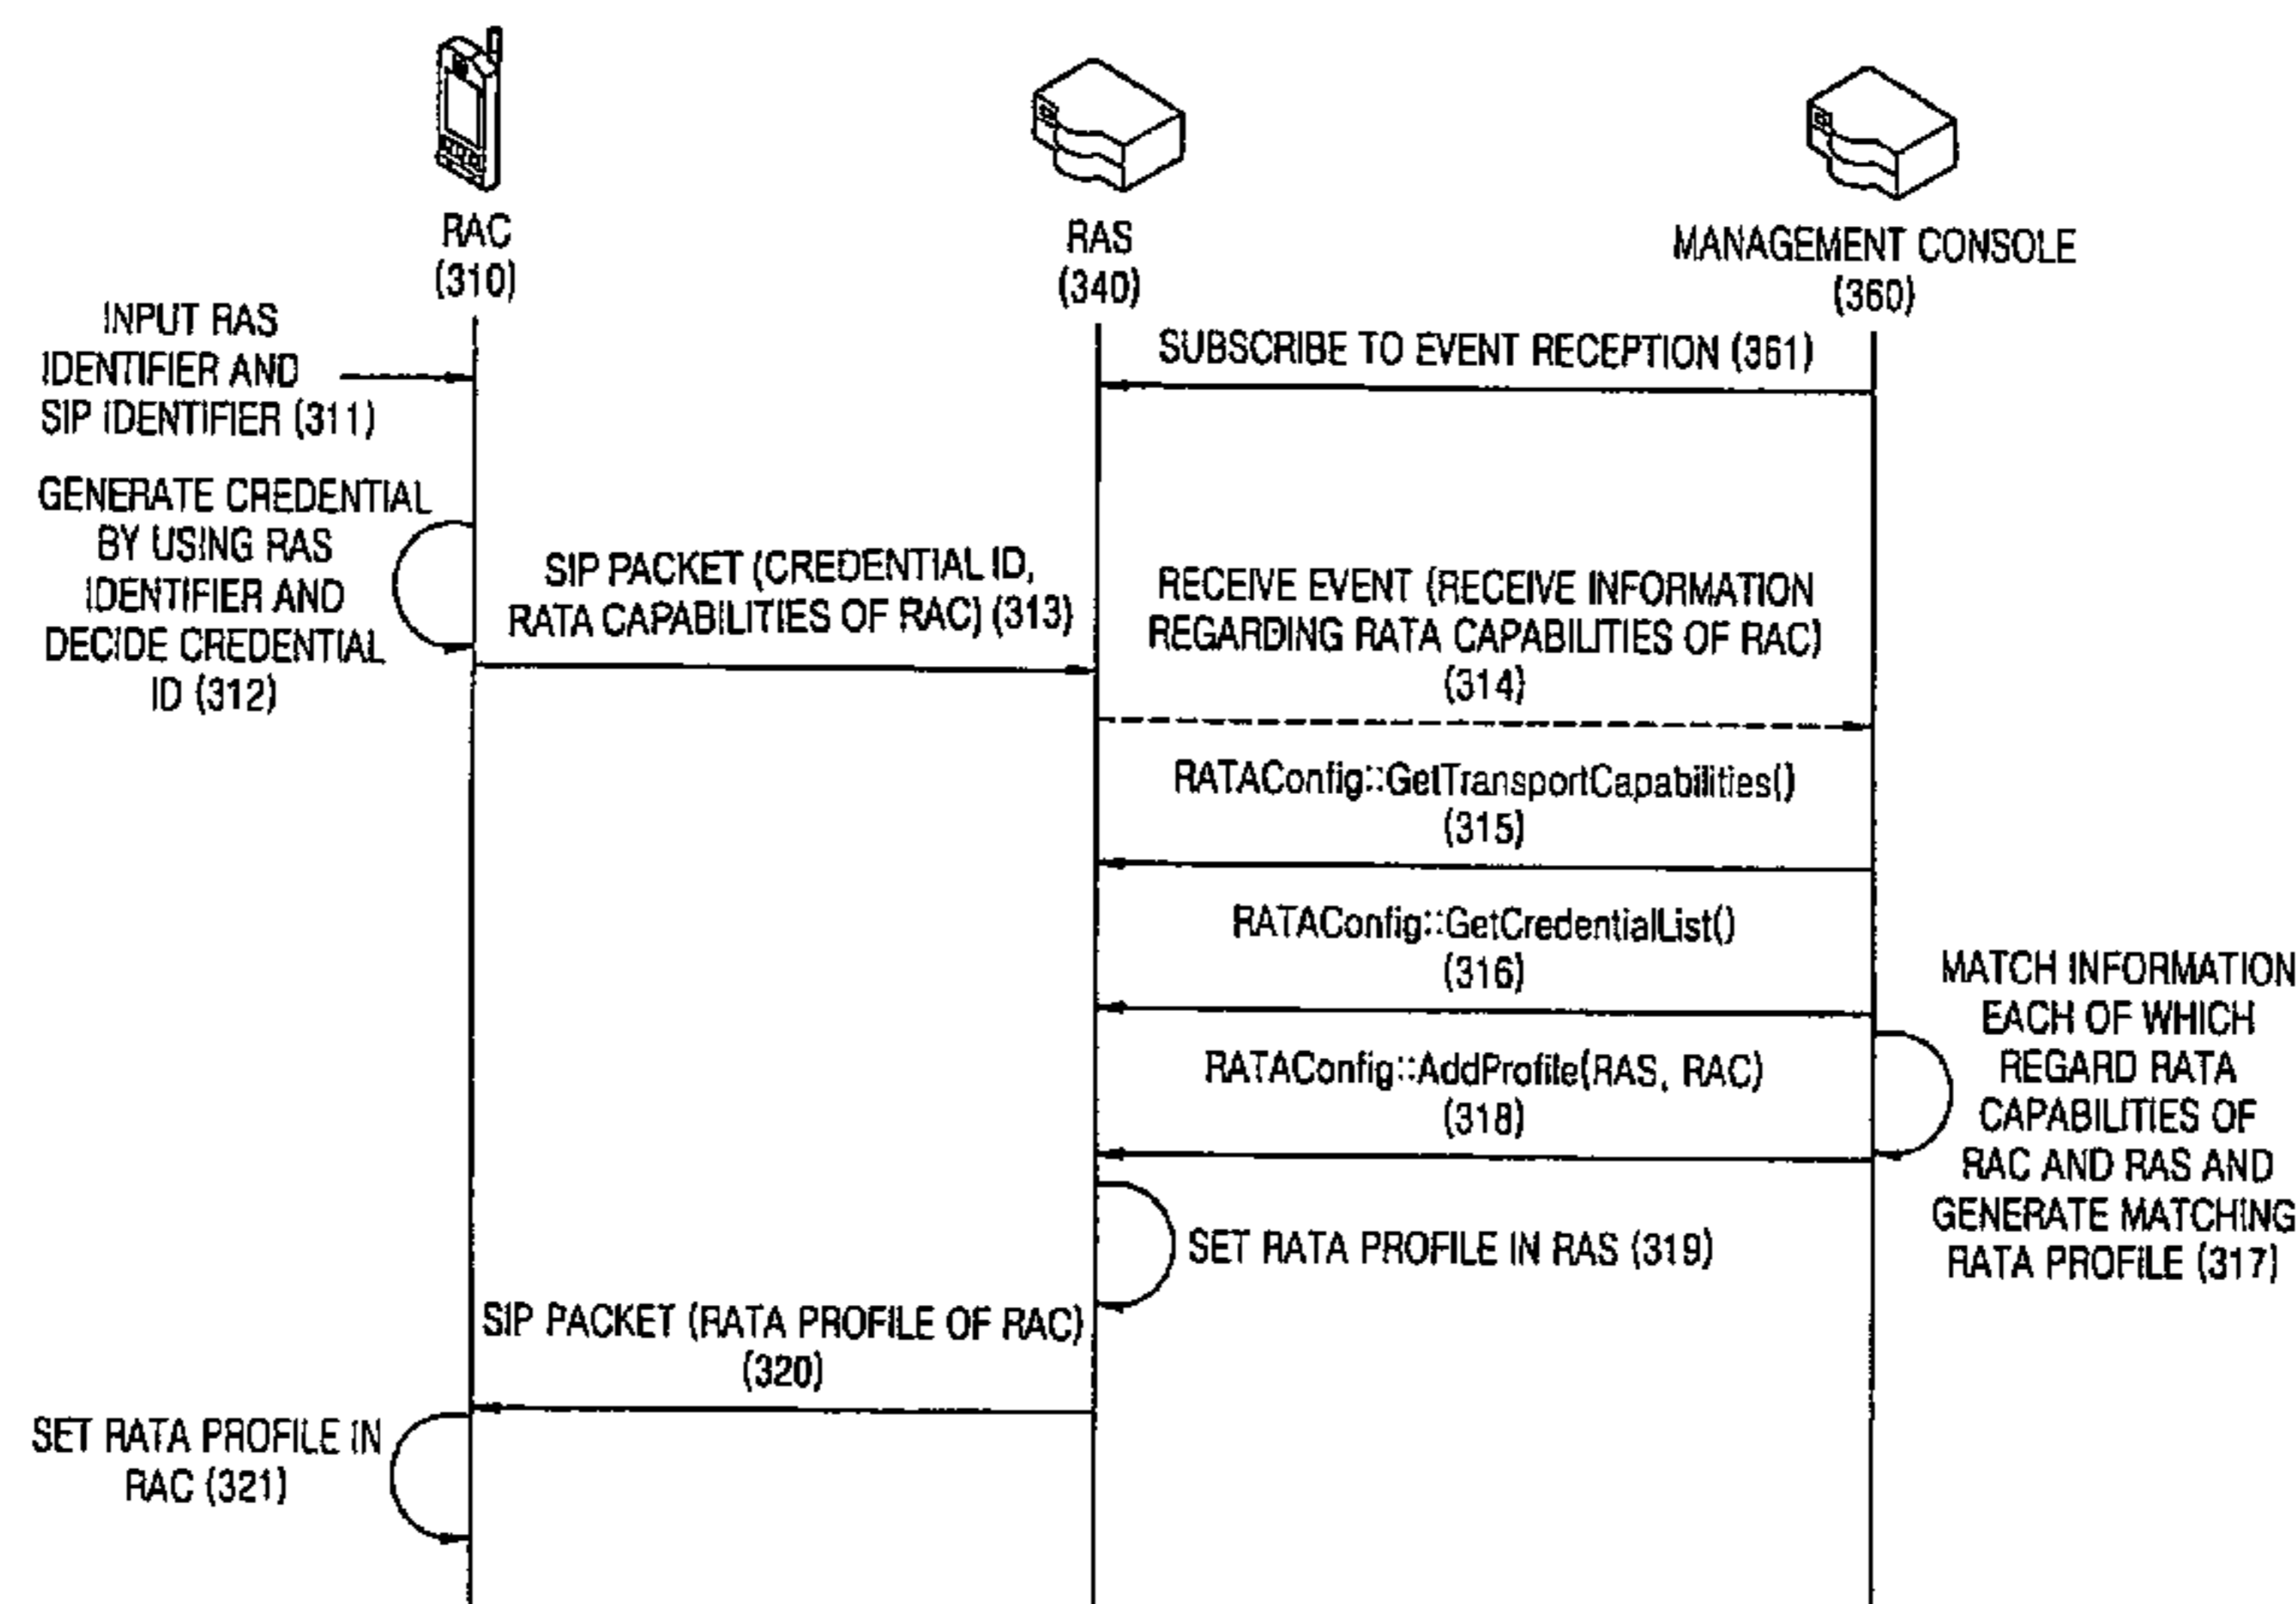 RAC
(310)
RAS
(340)
MANAGEMENT CONSOLE
(360)
INPUT RAS
IDENTIFIER AND
SIP IDENTIFIER (311)
SUBSCRIBE TO EVENT RECEPTION (361)
GENERATE CREDENTIAL
BY USING RAS
IDENTIFIER AND
DECIDE CREDENTIAL
ID (312)
SIP PACKET (CREDENTIAL ID,
RATA CAPABILITIES OF RAC) (313)
RECEIVE EVENT (RECEIVE INFORMATION
REGARDING RATA CAPABILITIES OF RAC)
(314)
RATAConfig::GetTransportCapabilities()
(315)
RATAConfig::GetCredentialList()
(316)
MATCH INFORMATION
EACH OF WHICH
REGARD RATA
CAPABILITIES OF
RAC AND RAS AND
GENERATE MATCHING
RATA PROFILE (317)
RATAConfig::AddProfile(RAS, RAC)
(318)
SET RATA PROFILE IN RAS (319)
SIP PACKET (RATA PROFILE OF RAC)
(320)
SET RATA PROFILE IN
RAC (321)